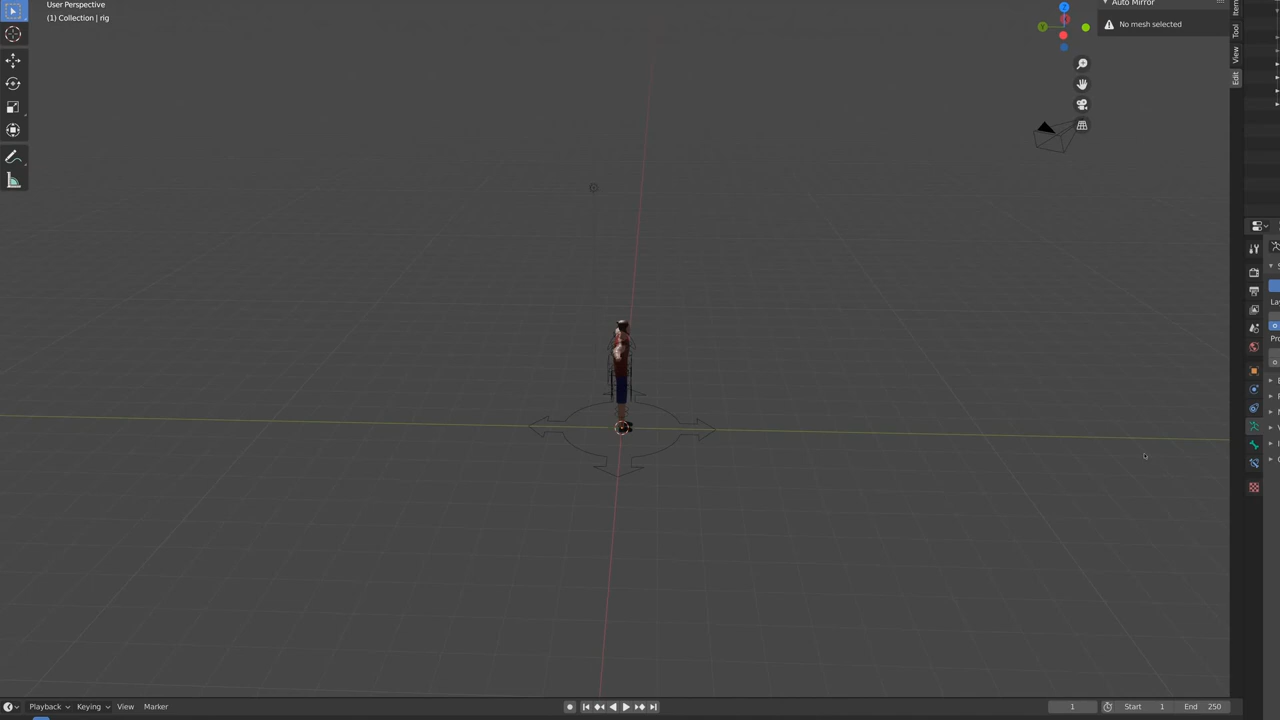 User Perspective
(1) Collection | rig
Auto Mirror
No mesh selected
Item
Tool
View
Edit
Z
Y
Playback
Keying
View
Marker
1
Start 1
End 250